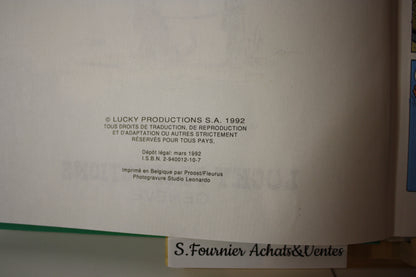 © LUCKY PRODUCTIONS S.A. 1992
TOUS DROITS DE TRADUCTION, DE REPRODUCTION
ET D'ADAPTATION OU AUTRES STRICTEMENT
RÉSERVÉS POUR TOUS PAYS.
Dépôt légal: mars 1992
I.S.B.N. 2-940012-10-7
Imprimé en Belgique par Proost/Fleurus
Photogravure Studio Leonardo
S.Fournier Achats&Ventes